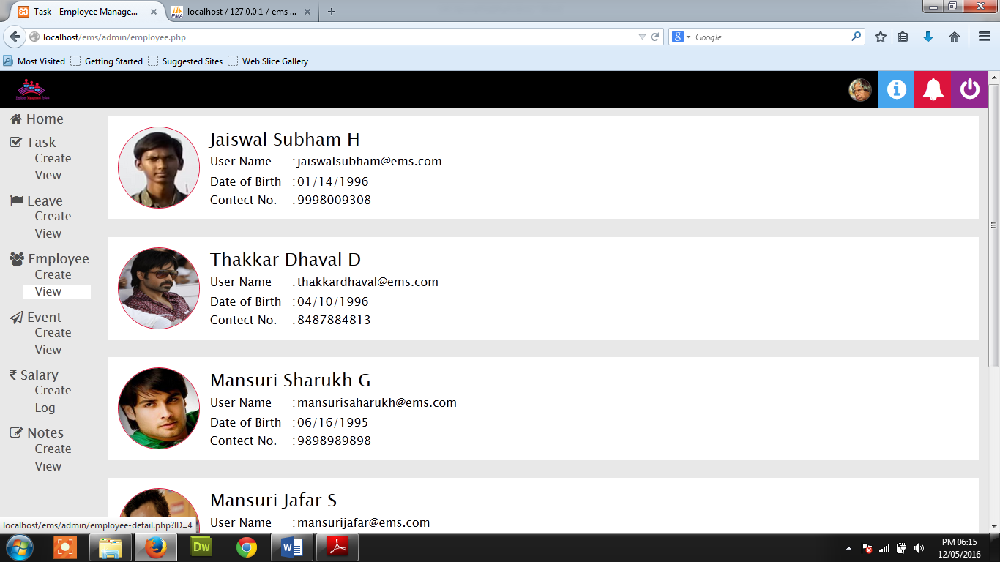 Task - Employee Manage...
localhost / 127.0.0.1 / ems ...
localhost/ems/admin/employee.php
Google
Most Visited
Getting Started
Suggested Sites
Web Slice Gallery
Employee Management System
Home
Task
Create
View
Leave
Create
View
Employee
Create
View
Event
Create
View
₹ Salary
Create
Log
Notes
Create
View
Jaiswal Subham H
User Name : jaiswalsubham@ems.com
Date of Birth : 01/14/1996
Contect No. : 9998009308
Thakkar Dhaval D
User Name : thakkardhaval@ems.com
Date of Birth : 04/10/1996
Contect No. : 8487884813
Mansuri Sharukh G
User Name : mansurisaharukh@ems.com
Date of Birth : 06/16/1995
Contect No. : 9898989898
Mansuri Jafar S
User Name : mansurijafar@ems.com
localhost/ems/admin/employee-detail.php?ID=4
Dw
PM 06:15
12/05/2016